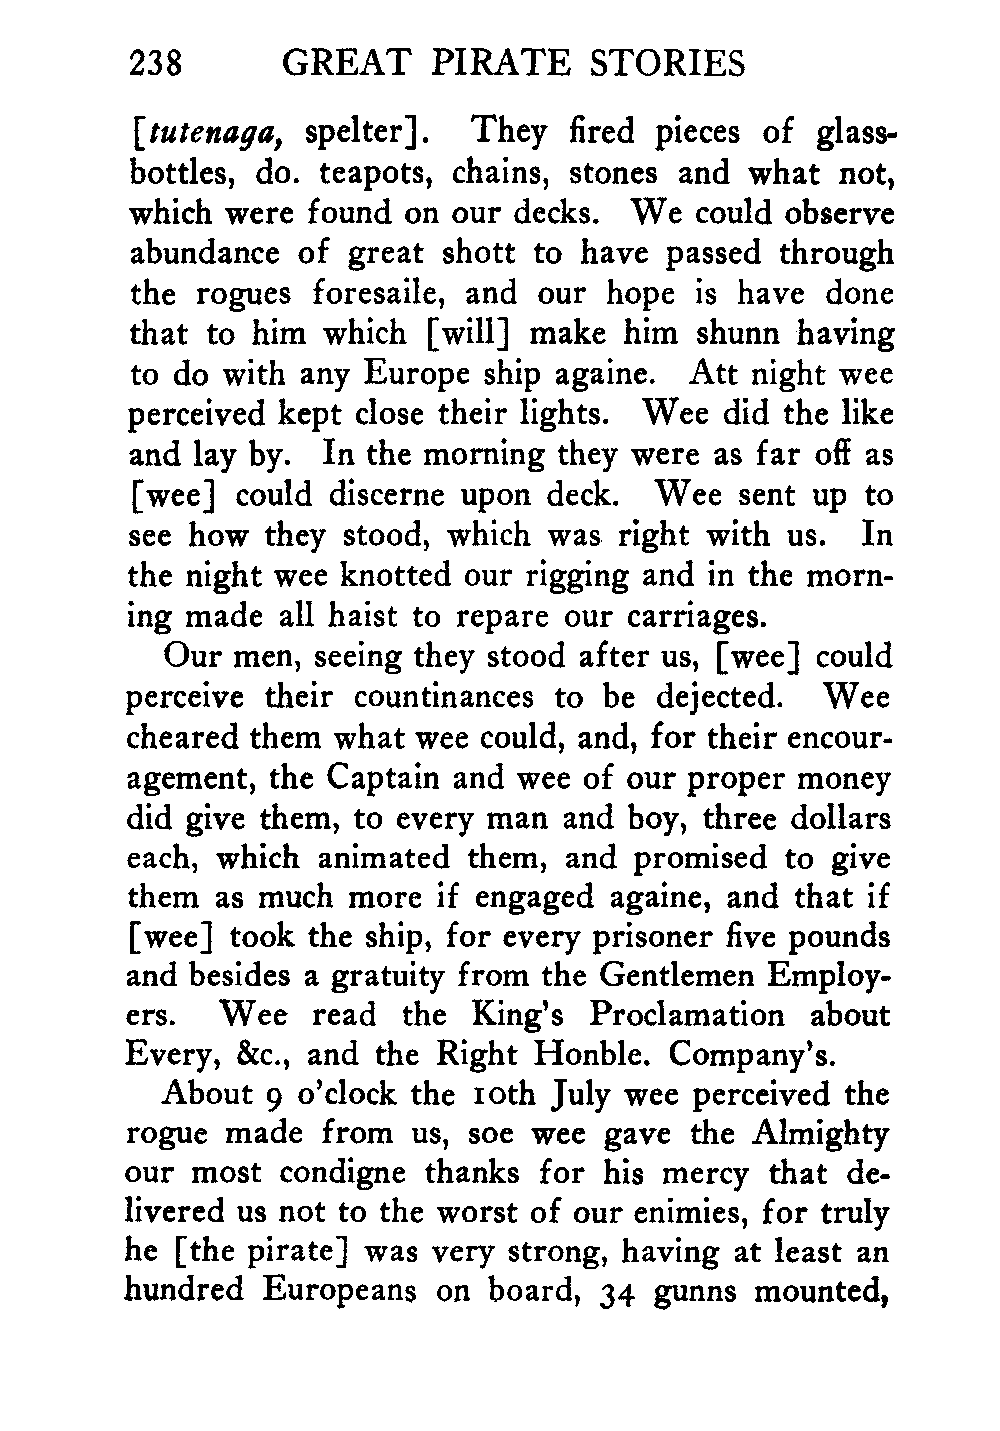 238 GREAT PIRATE STORIES
[tutenaga, spelter]. They fired pieces of glass-
bottles, do. teapots, chains, stones and what not,
which were found on our decks. We could observe
abundance of great shott to have passed through
the rogues foresaile, and our hope is have done
that to him which [will] make him shunn having
to do with any Europe ship againe. Att night wee
perceived kept close their lights. Wee did the like
and lay by. In the morning they were as far off as
[wee] could discerne upon deck. Wee sent up to
see how they stood, which was right with us. In
the night wee knotted our rigging and in the morn-
ing made all haist to repare our carriages.
Our men, seeing they stood after us, [wee] could
perceive their countinances to be dejected. Wee
cheared them what wee could, and, for their encour-
agement, the Captain and wee of our proper money
did give them, to every man and boy, three dollars
each, which animated them, and promised to give
them as much more if engaged againe, and that if
[wee] took the ship, for every prisoner five pounds
and besides a gratuity from the Gentlemen Employ-
ers. Wee read the King's Proclamation about
Every, &c., and the Right Honble. Company's.
About 9 o'clock the 10th July wee perceived the
rogue made from us, soe wee gave the Almighty
our most condigne thanks for his mercy that de-
livered us not to the worst of our enimies, for truly
he [the pirate] was very strong, having at least an
hundred Europeans on board, 34 gunns mounted,